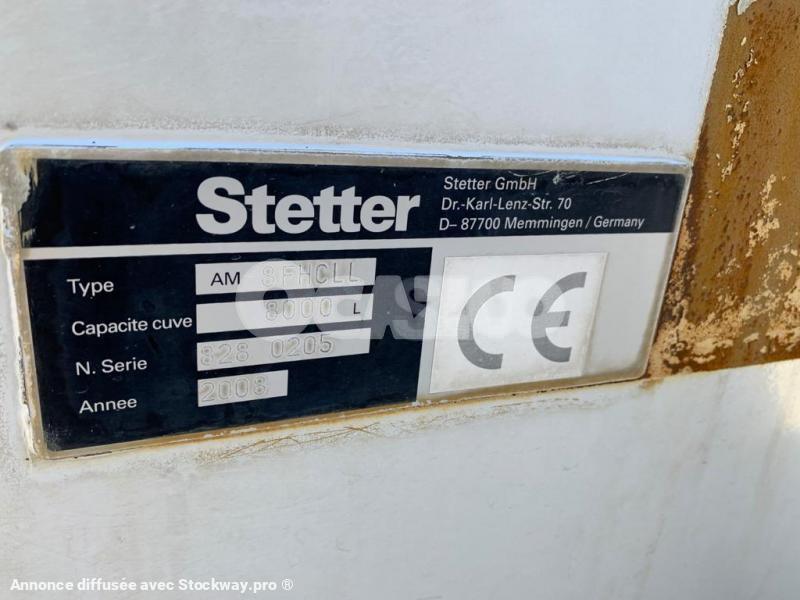 Stetter
Stetter GmbH
Dr.-Karl-Lenz-Str. 70
D– 87700 Memmingen / Germany
Type AM 8FHCLL
Capacite cuve 8000 L
N. Serie 828 0205
Annee 2008
CE
Annonce diffusée avec Stockway.pro ®